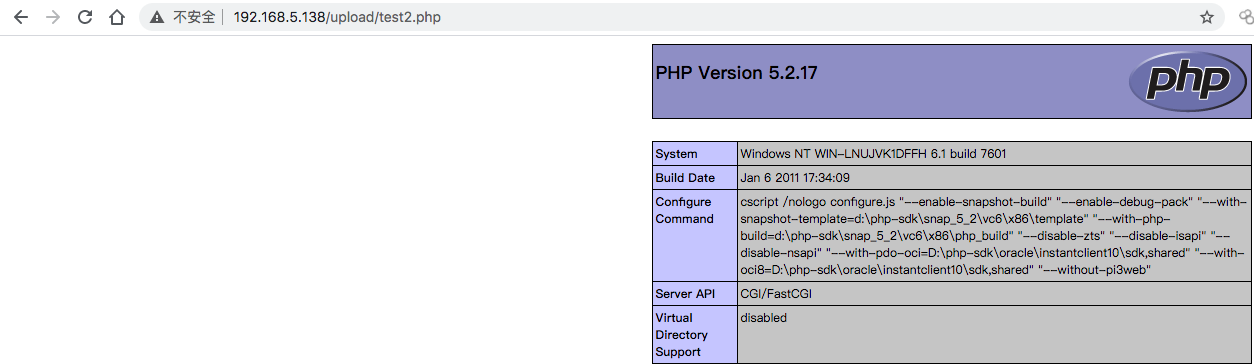 不安全 192.168.5.138/upload/test2.php
PHP Version 5.2.17
php
System Windows NT WIN-LNUJVK1DFFH 6.1 build 7601
Build Date Jan 6 2011 17:34:09
Configure cscript /nologo configure.js "--enable-snapshot-build" "--enable-debug-pack" "--with-
Command snapshot-template=d:\php-sdk\snap_5_2\vc6\x86\template" "--with-php-
build=d:\php-sdk\snap_5_2\vc6\x86\php_build" "--disable-zts" "--disable-isapi" "--
disable-nsapi" "--with-pdo-oci=D:\php-sdk\oracle\instantclient10\sdk,shared" "--with-
oci8=D:\php-sdk\oracle\instantclient10\sdk,shared" "--without-pi3web"
Server API CGI/FastCGI
Virtual disabled
Directory
Support